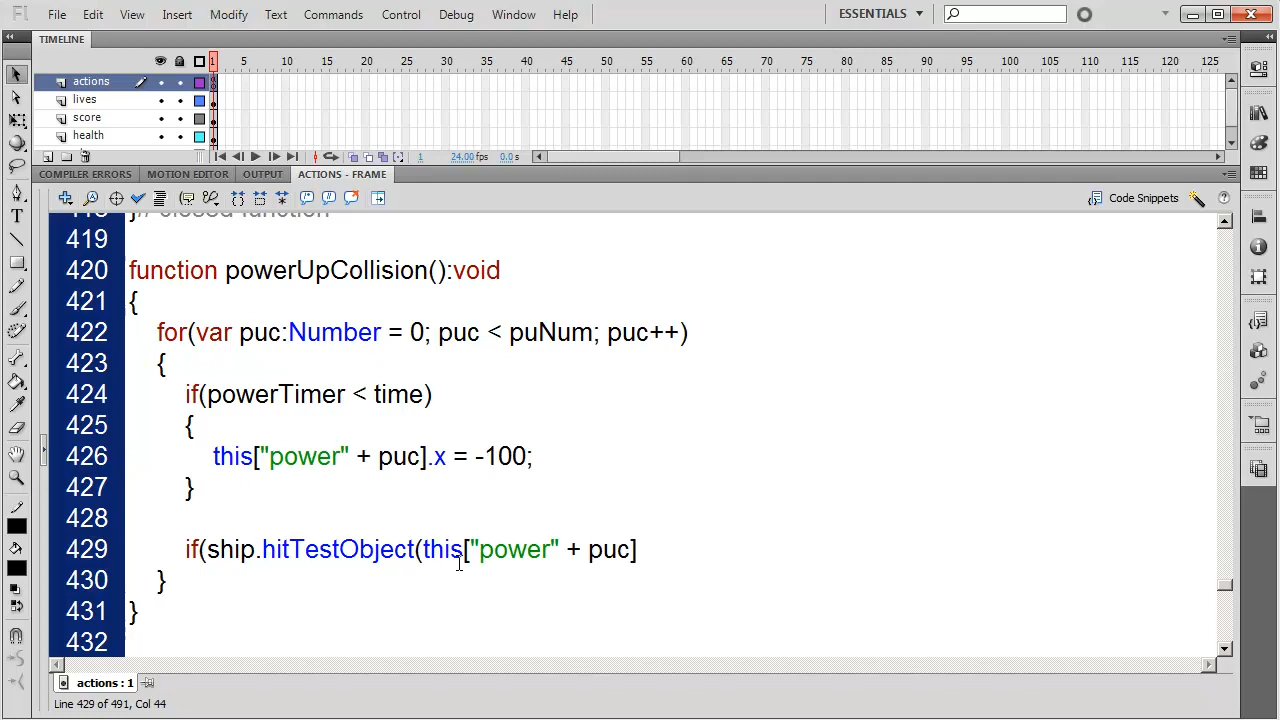 Fl File Edit View Insert Modify Text Commands Control Debug Window Help ESSENTIALS
TIMELINE
1 5 10 15 20 25 30 35 40 45 50 55 60 65 70 75 80 85 90 95 100 105 110 115 120 125
actions
lives
score
health
1 24.00 fps 0.0 s
COMPILER ERRORS MOTION EDITOR OUTPUT ACTIONS - FRAME
Code Snippets
418 }// closed function
419
420 function powerUpCollision():void
421 {
422 for(var puc:Number = 0; puc < puNum; puc++)
423 {
424 if(powerTimer < time)
425 {
426 this["power" + puc].x = -100;
427 }
428
429 if(ship.hitTestObject(this["power" + puc]
430 }
431 }
432
actions : 1
Line 429 of 491, Col 44